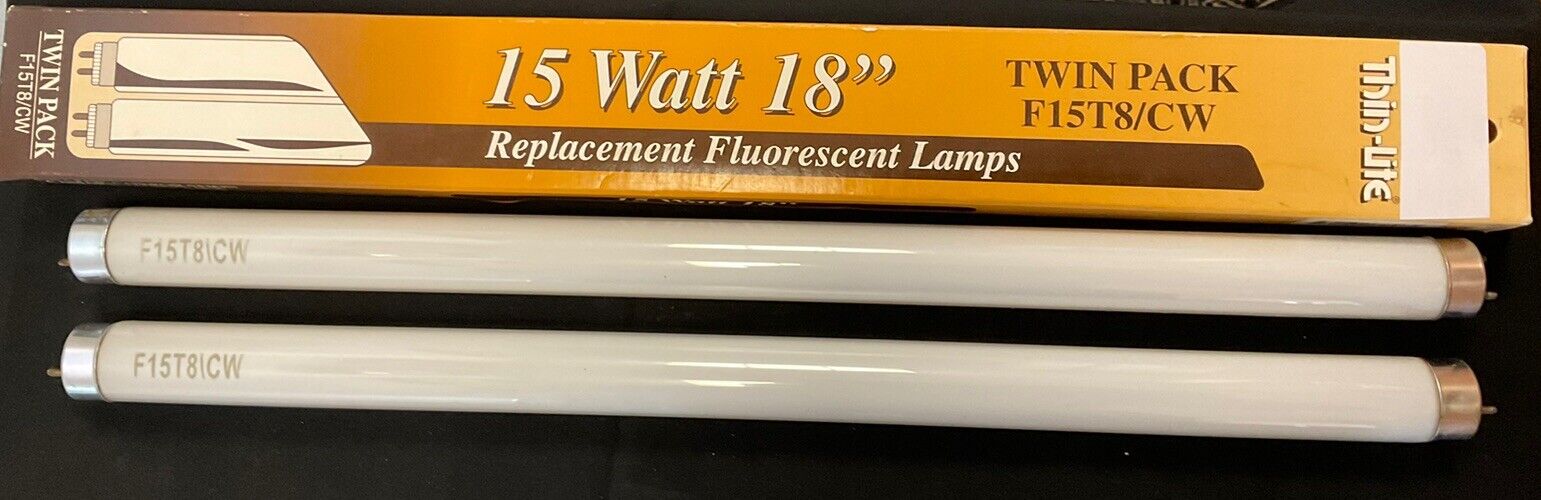 TWIN PACK
F15T8/CW
15 Watt 18”
Replacement Fluorescent Lamps
TWIN PACK
F15T8/CW
Thin-Lite®
F15T8\CW
F15T8\CW